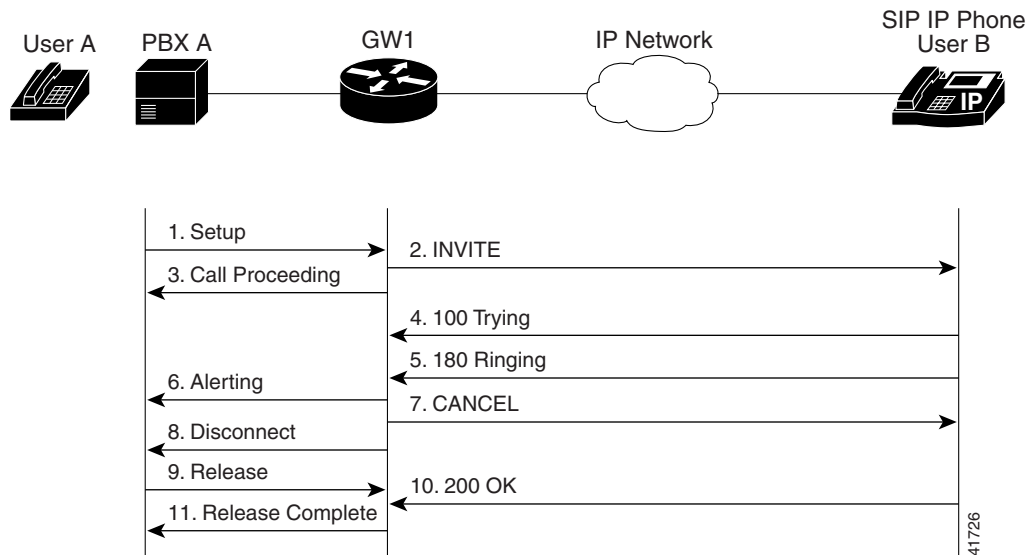 User A
PBX A
GW1
IP Network
SIP IP Phone
User B
IP
1. Setup
2. INVITE
3. Call Proceeding
4. 100 Trying
5. 180 Ringing
6. Alerting
7. CANCEL
8. Disconnect
9. Release
10. 200 OK
11. Release Complete
41726